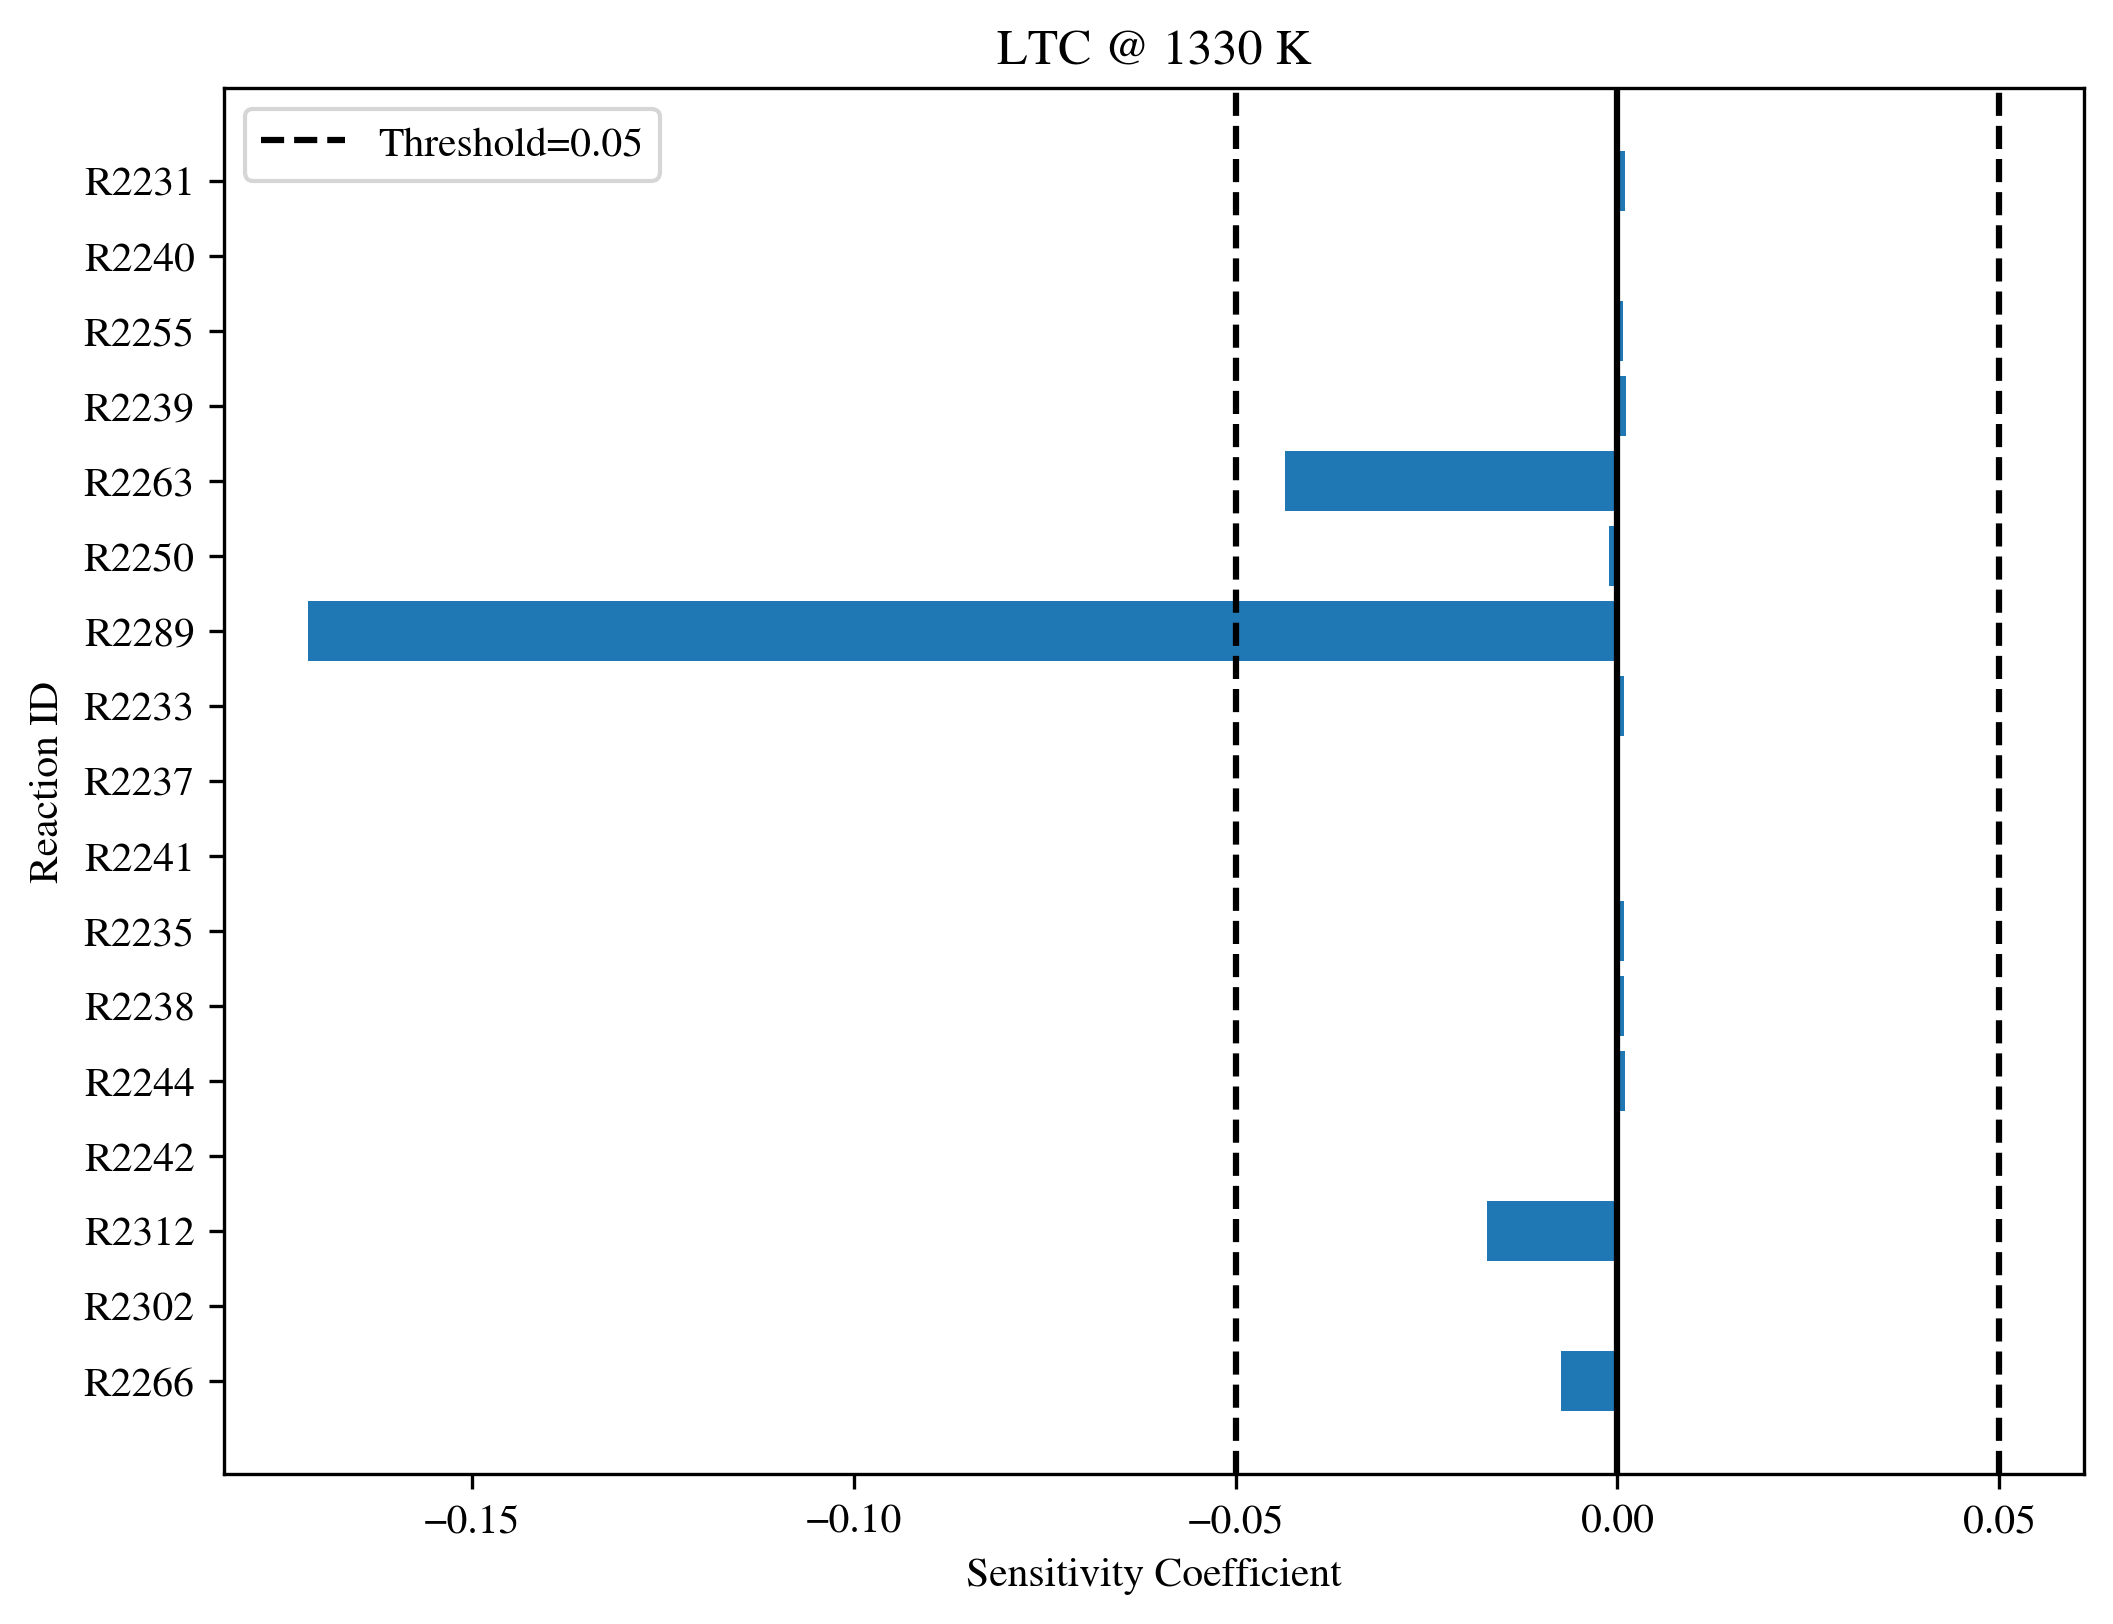 LTC @ 1330 K
Threshold=0.05
R2231
R2240
R2255
R2239
R2263
R2250
R2289
R2233
R2237
R2241
R2235
R2238
R2244
R2242
R2312
R2302
R2266
Reaction ID
−0.15 −0.10 −0.05 0.00 0.05
Sensitivity Coefficient